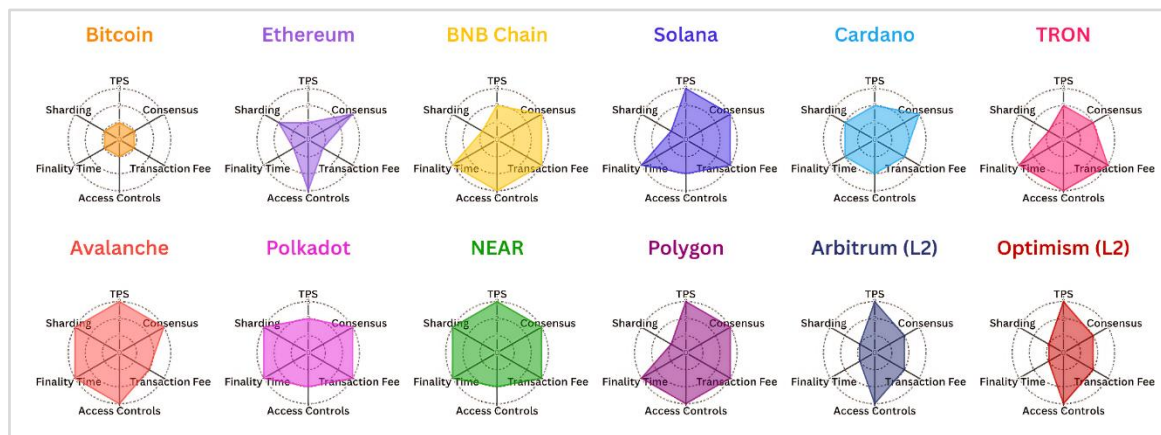 Bitcoin
Ethereum
BNB Chain
Solana
Cardano
TRON
TPS
Sharding
Consensus
Finality Time
Transaction Fee
Access Controls
TPS
Sharding
Consensus
Finality Time
Transaction Fee
Access Controls
TPS
Sharding
Consensus
Finality Time
Transaction Fee
Access Controls
TPS
Sharding
Consensus
Finality Time
Transaction Fee
Access Controls
TPS
Sharding
Consensus
Finality Time
Transaction Fee
Access Controls
TPS
Sharding
Consensus
Finality Time
Transaction Fee
Access Controls
Avalanche
Polkadot
NEAR
Polygon
Arbitrum (L2)
Optimism (L2)
TPS
Sharding
Consensus
Finality Time
Transaction Fee
Access Controls
TPS
Sharding
Consensus
Finality Time
Transaction Fee
Access Controls
TPS
Sharding
Consensus
Finality Time
Transaction Fee
Access Controls
TPS
Sharding
Consensus
Finality Time
Transaction Fee
Access Controls
TPS
Sharding
Consensus
Finality Time
Transaction Fee
Access Controls
TPS
Sharding
Consensus
Finality Time
Transaction Fee
Access Controls